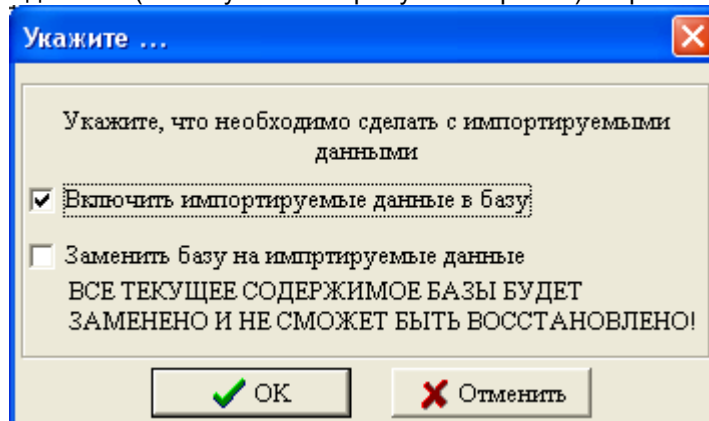 Укажите ...
Укажите, что необходимо сделать с импортируемыми
данными
Включить импортируемые данные в базу
Заменить базу на импртируемые данные
ВСЕ ТЕКУЩЕЕ СОДЕРЖИМОЕ БАЗЫ БУДЕТ
ЗАМЕНЕНО И НЕ СМОЖЕТ БЫТЬ ВОССТАНОВЛЕНО!
OK
Отменить